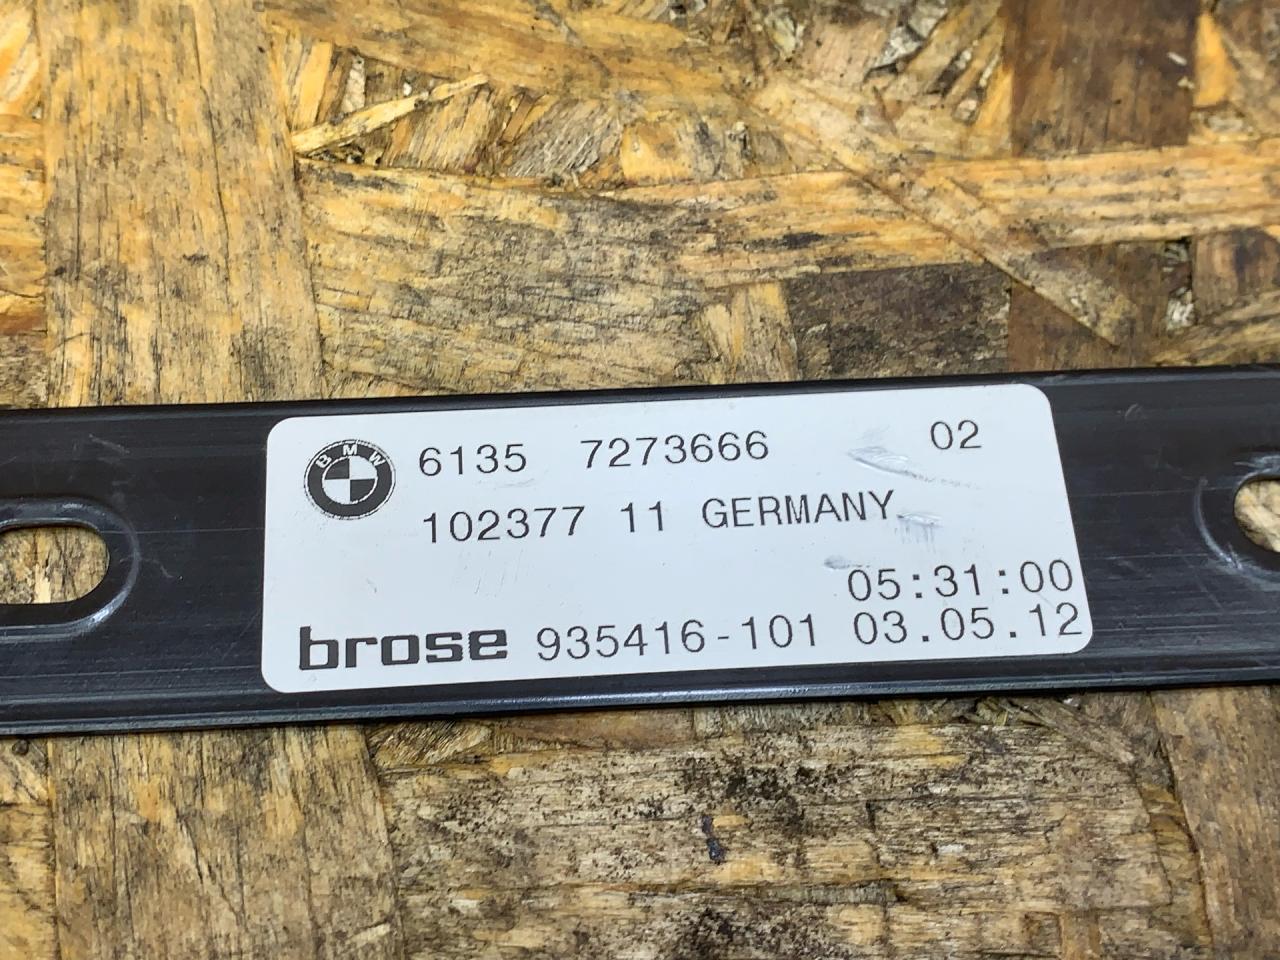 BMW 6135 7273666 02
102377 11 GERMANY
05:31:00
brose 935416-101 03.05.12